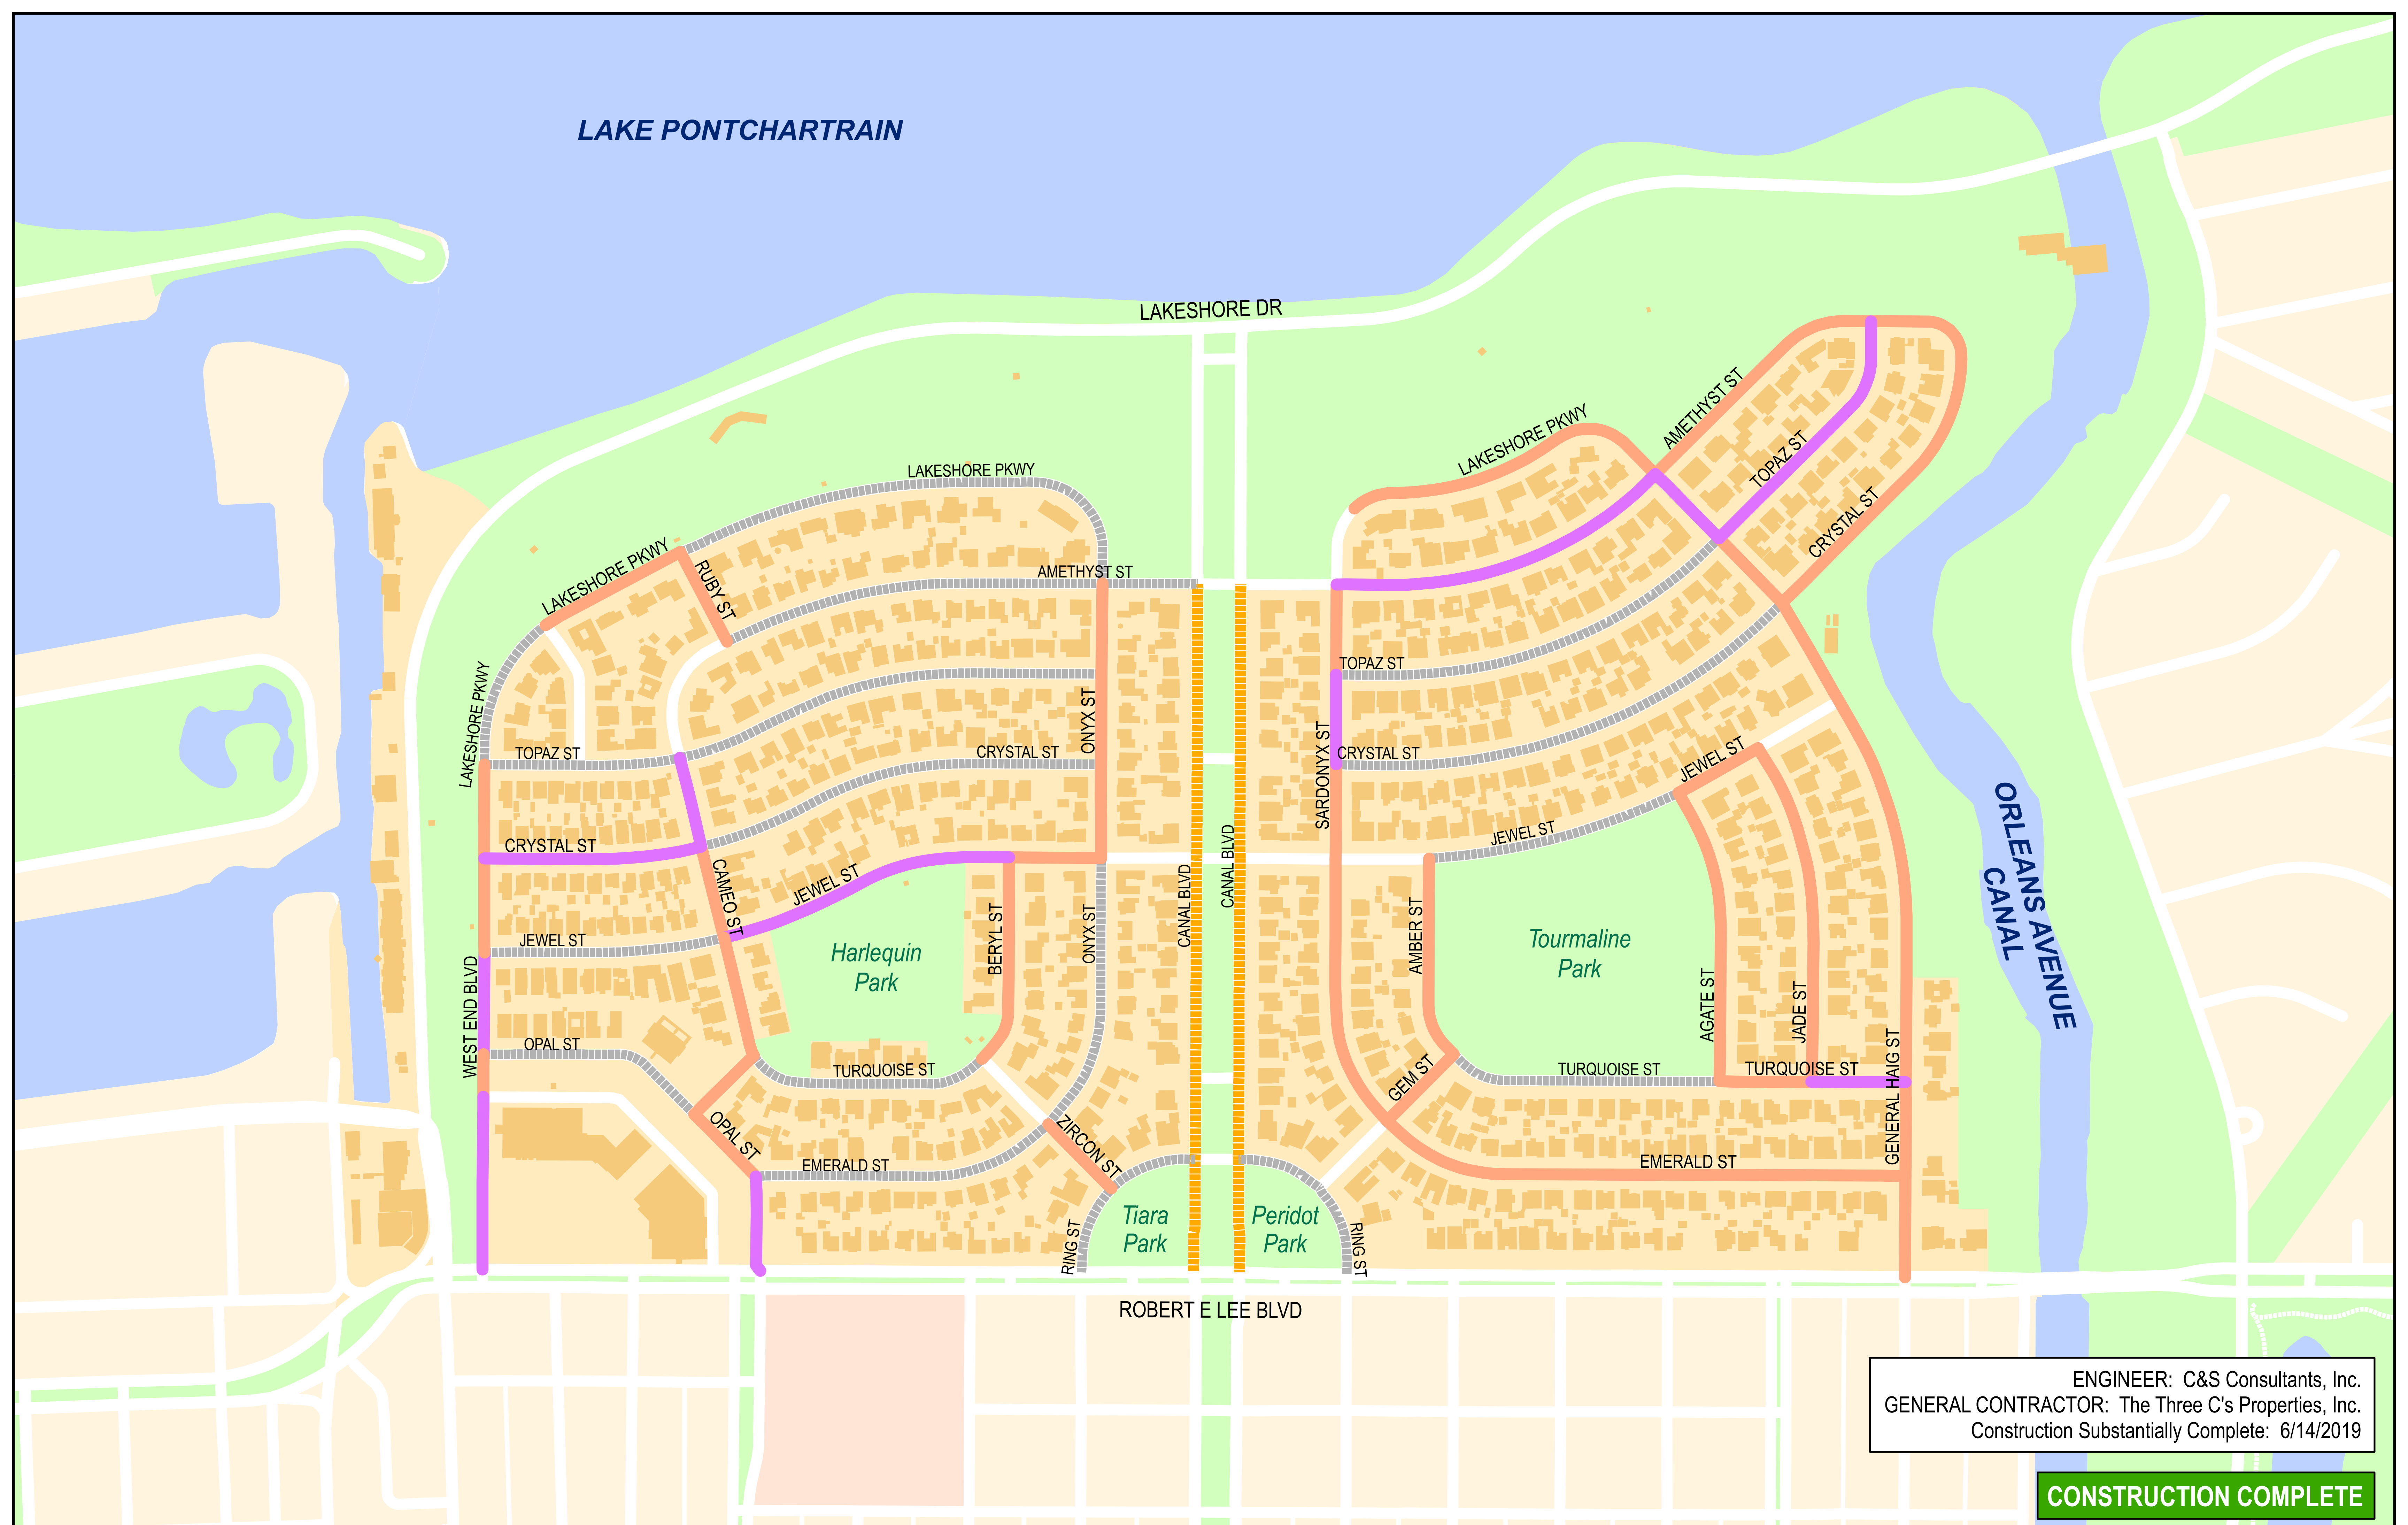 LAKE PONTCHARTRAIN
LAKESHORE DR
AMETHYST ST
LAKESHORE PKWY
LAKESHORE PKWY
TOPAZ ST
LAKESHORE PKWY
RUBY ST
AMETHYST ST
CRYSTAL ST
LAKESHORE PKWY
TOPAZ ST
ONYX ST
TOPAZ ST
CRYSTAL ST
SARDONYX ST
CRYSTAL ST
JEWEL ST
CRYSTAL ST
CAMEO ST
JEWEL ST
CANAL BLVD
CANAL BLVD
JEWEL ST
ORLEANS AVENUE
CANAL
JEWEL ST
Harlequin
Park
BERYL ST
ONYX ST
AMBER ST
Tourmaline
Park
AGATE ST
JADE ST
WEST END BLVD
OPAL ST
TURQUOISE ST
GEM ST
TURQUOISE ST
TURQUOISE ST
GENERAL HAIG ST
OPAL ST
ZIRCON ST
EMERALD ST
EMERALD ST
RING ST
Tiara
Park
Peridot
Park
RING ST
ROBERT E LEE BLVD
ENGINEER: C&S Consultants, Inc.
GENERAL CONTRACTOR: The Three C's Properties, Inc.
Construction Substantially Complete: 6/14/2019
CONSTRUCTION COMPLETE